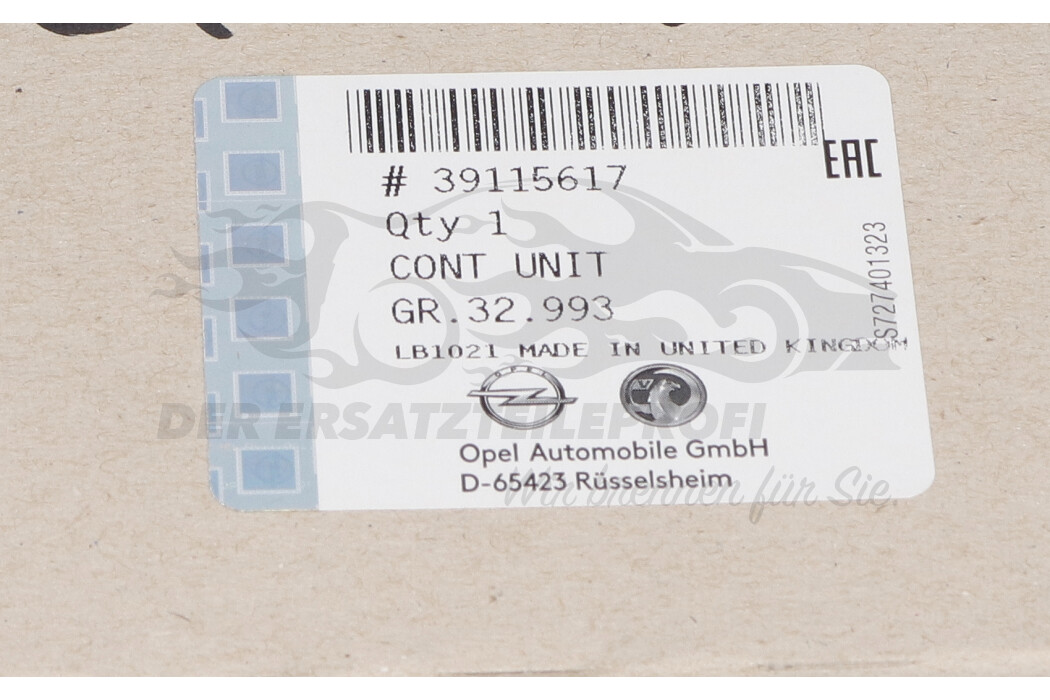 # 39115617
Qty 1
CONT UNIT
GR.32.993
LB1021 MADE IN UNITED KINGDOM
EAC
S727401323
OPEL
Opel Automobile GmbH
D-65423 Rüsselsheim
DER ERSATZTEILEPROFI
Wir brennen für Sie.